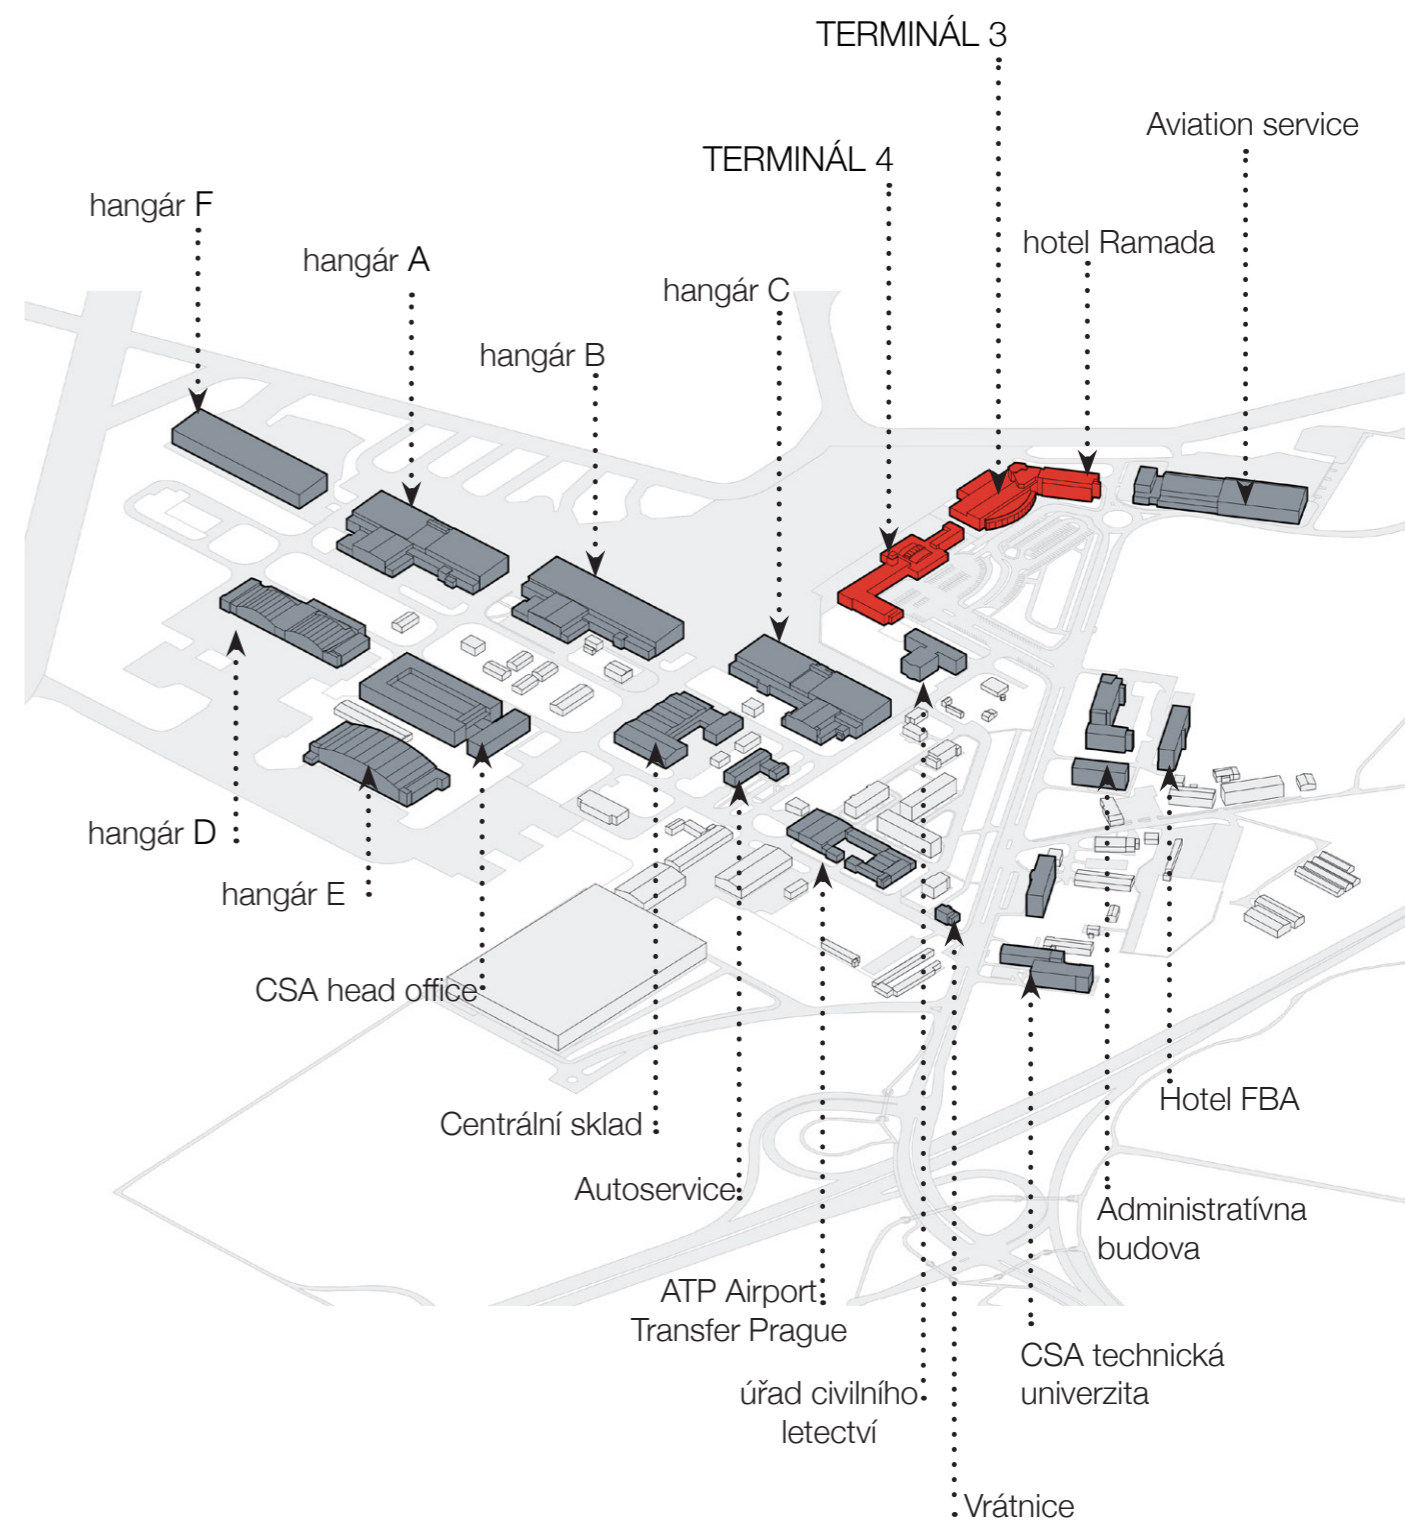 TERMINÁL 3
Aviation service
TERMINÁL 4
hangár F
hotel Ramada
hangár A
hangár C
hangár B
hangár D
hangár E
CSA head office
Hotel FBA
Centrální sklad
Autoservice
Administratívna
budova
ATP Airport
Transfer Prague
CSA technická
univerzita
úřad civilního
letectví
Vrátnice